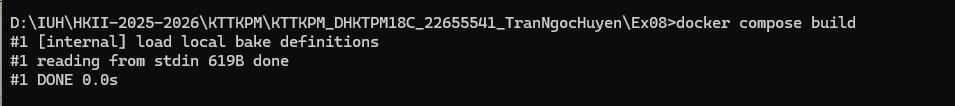 D:\IUH\HKII-2025-2026\KTTKPM\KTTKPM_DHKTPM18C_22655541_TranNgocHuyen\Ex08>docker compose build
#1 [internal] load local bake definitions
#1 reading from stdin 619B done
#1 DONE 0.0s